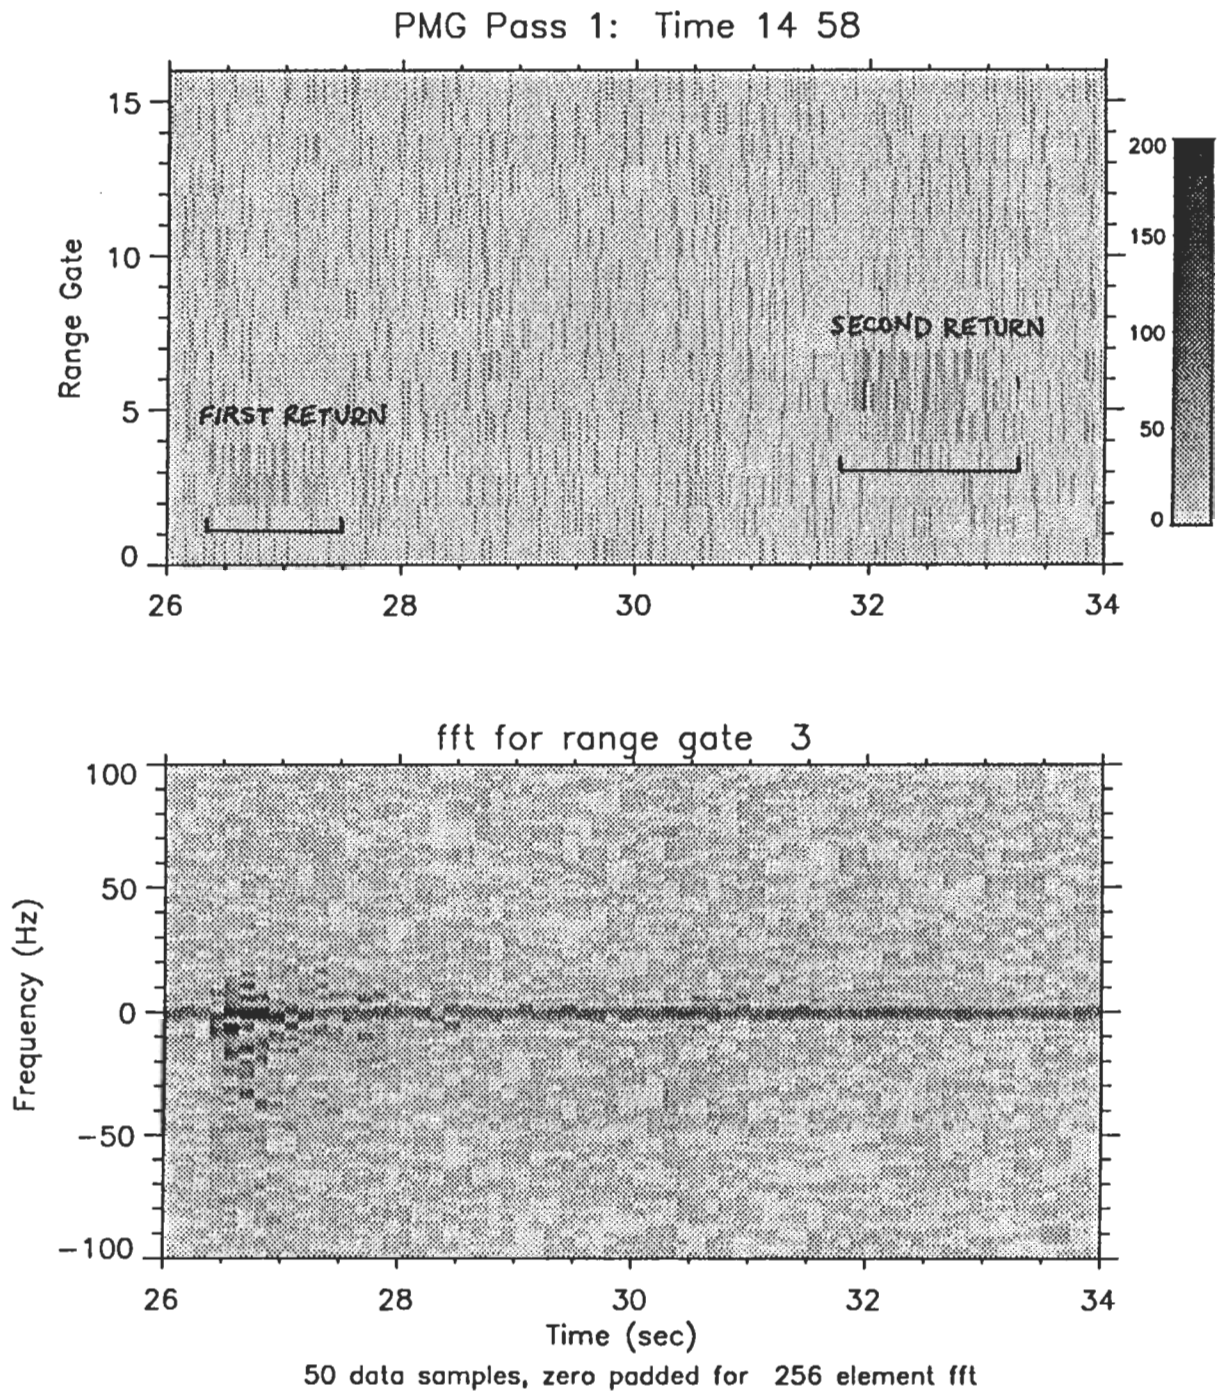 PMG Pass 1: Time 14 58
15
10
5
0
Range Gate
FIRST RETURN
SECOND RETURN
26 28 30 32 34
200
150
100
50
0
fft for range gate 3
100
50
0
-50
-100
Frequency (Hz)
26 28 30 32 34
Time (sec)
50 data samples, zero padded for 256 element fft